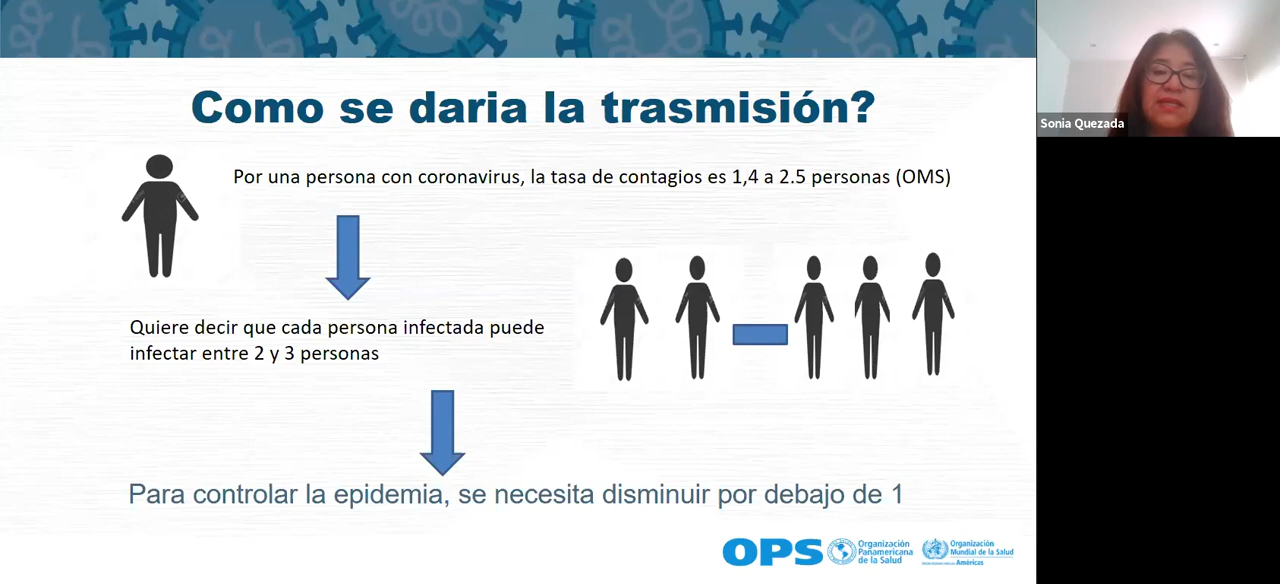 Como se daria la trasmisión?
Sonia Quezada
Por una persona con coronavirus, la tasa de contagios es 1,4 a 2.5 personas (OMS)
Quiere decir que cada persona infectada puede
infectar entre 2 y 3 personas
Para controlar la epidemia, se necesita disminuir por debajo de 1
OPS
Organización
Panamericana
de la Salud
Organización
Mundial de la Salud
Américas